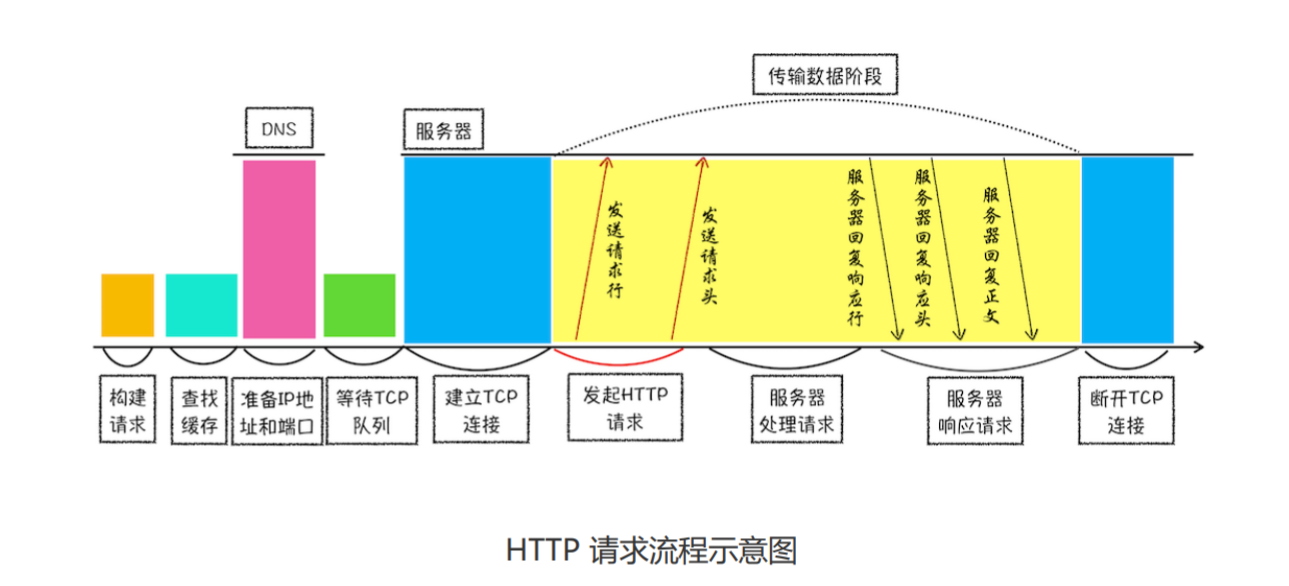 传输数据阶段
DNS
服务器
发送请求行
发送请求头
服务器回复响应行
服务器回复响应头
服务器回复正文
构建
请求
查找
缓存
准备IP地
址和端口
等待TCP
队列
建立TCP
连接
发起HTTP
请求
服务器
处理请求
服务器
响应请求
断开TCP
连接
HTTP 请求流程示意图